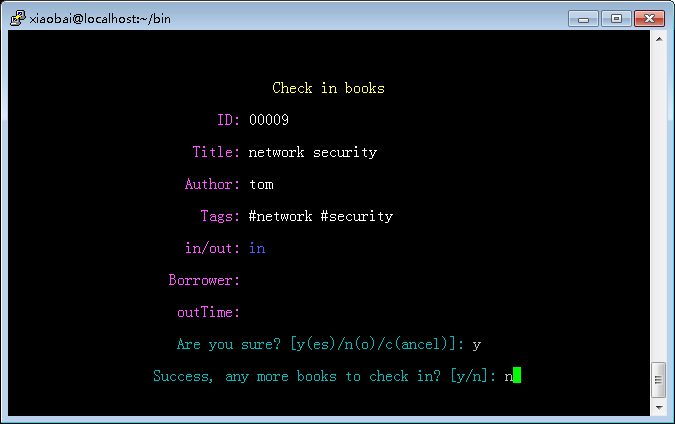 xiaobai@localhost:~/bin
Check in books
ID: 00009
Title: network security
Author: tom
Tags: #network #security
in/out: in
Borrower:
outTime:
Are you sure? [y(es)/n(o)/c(ancel)]: y
Success, any more books to check in? [y/n]: n